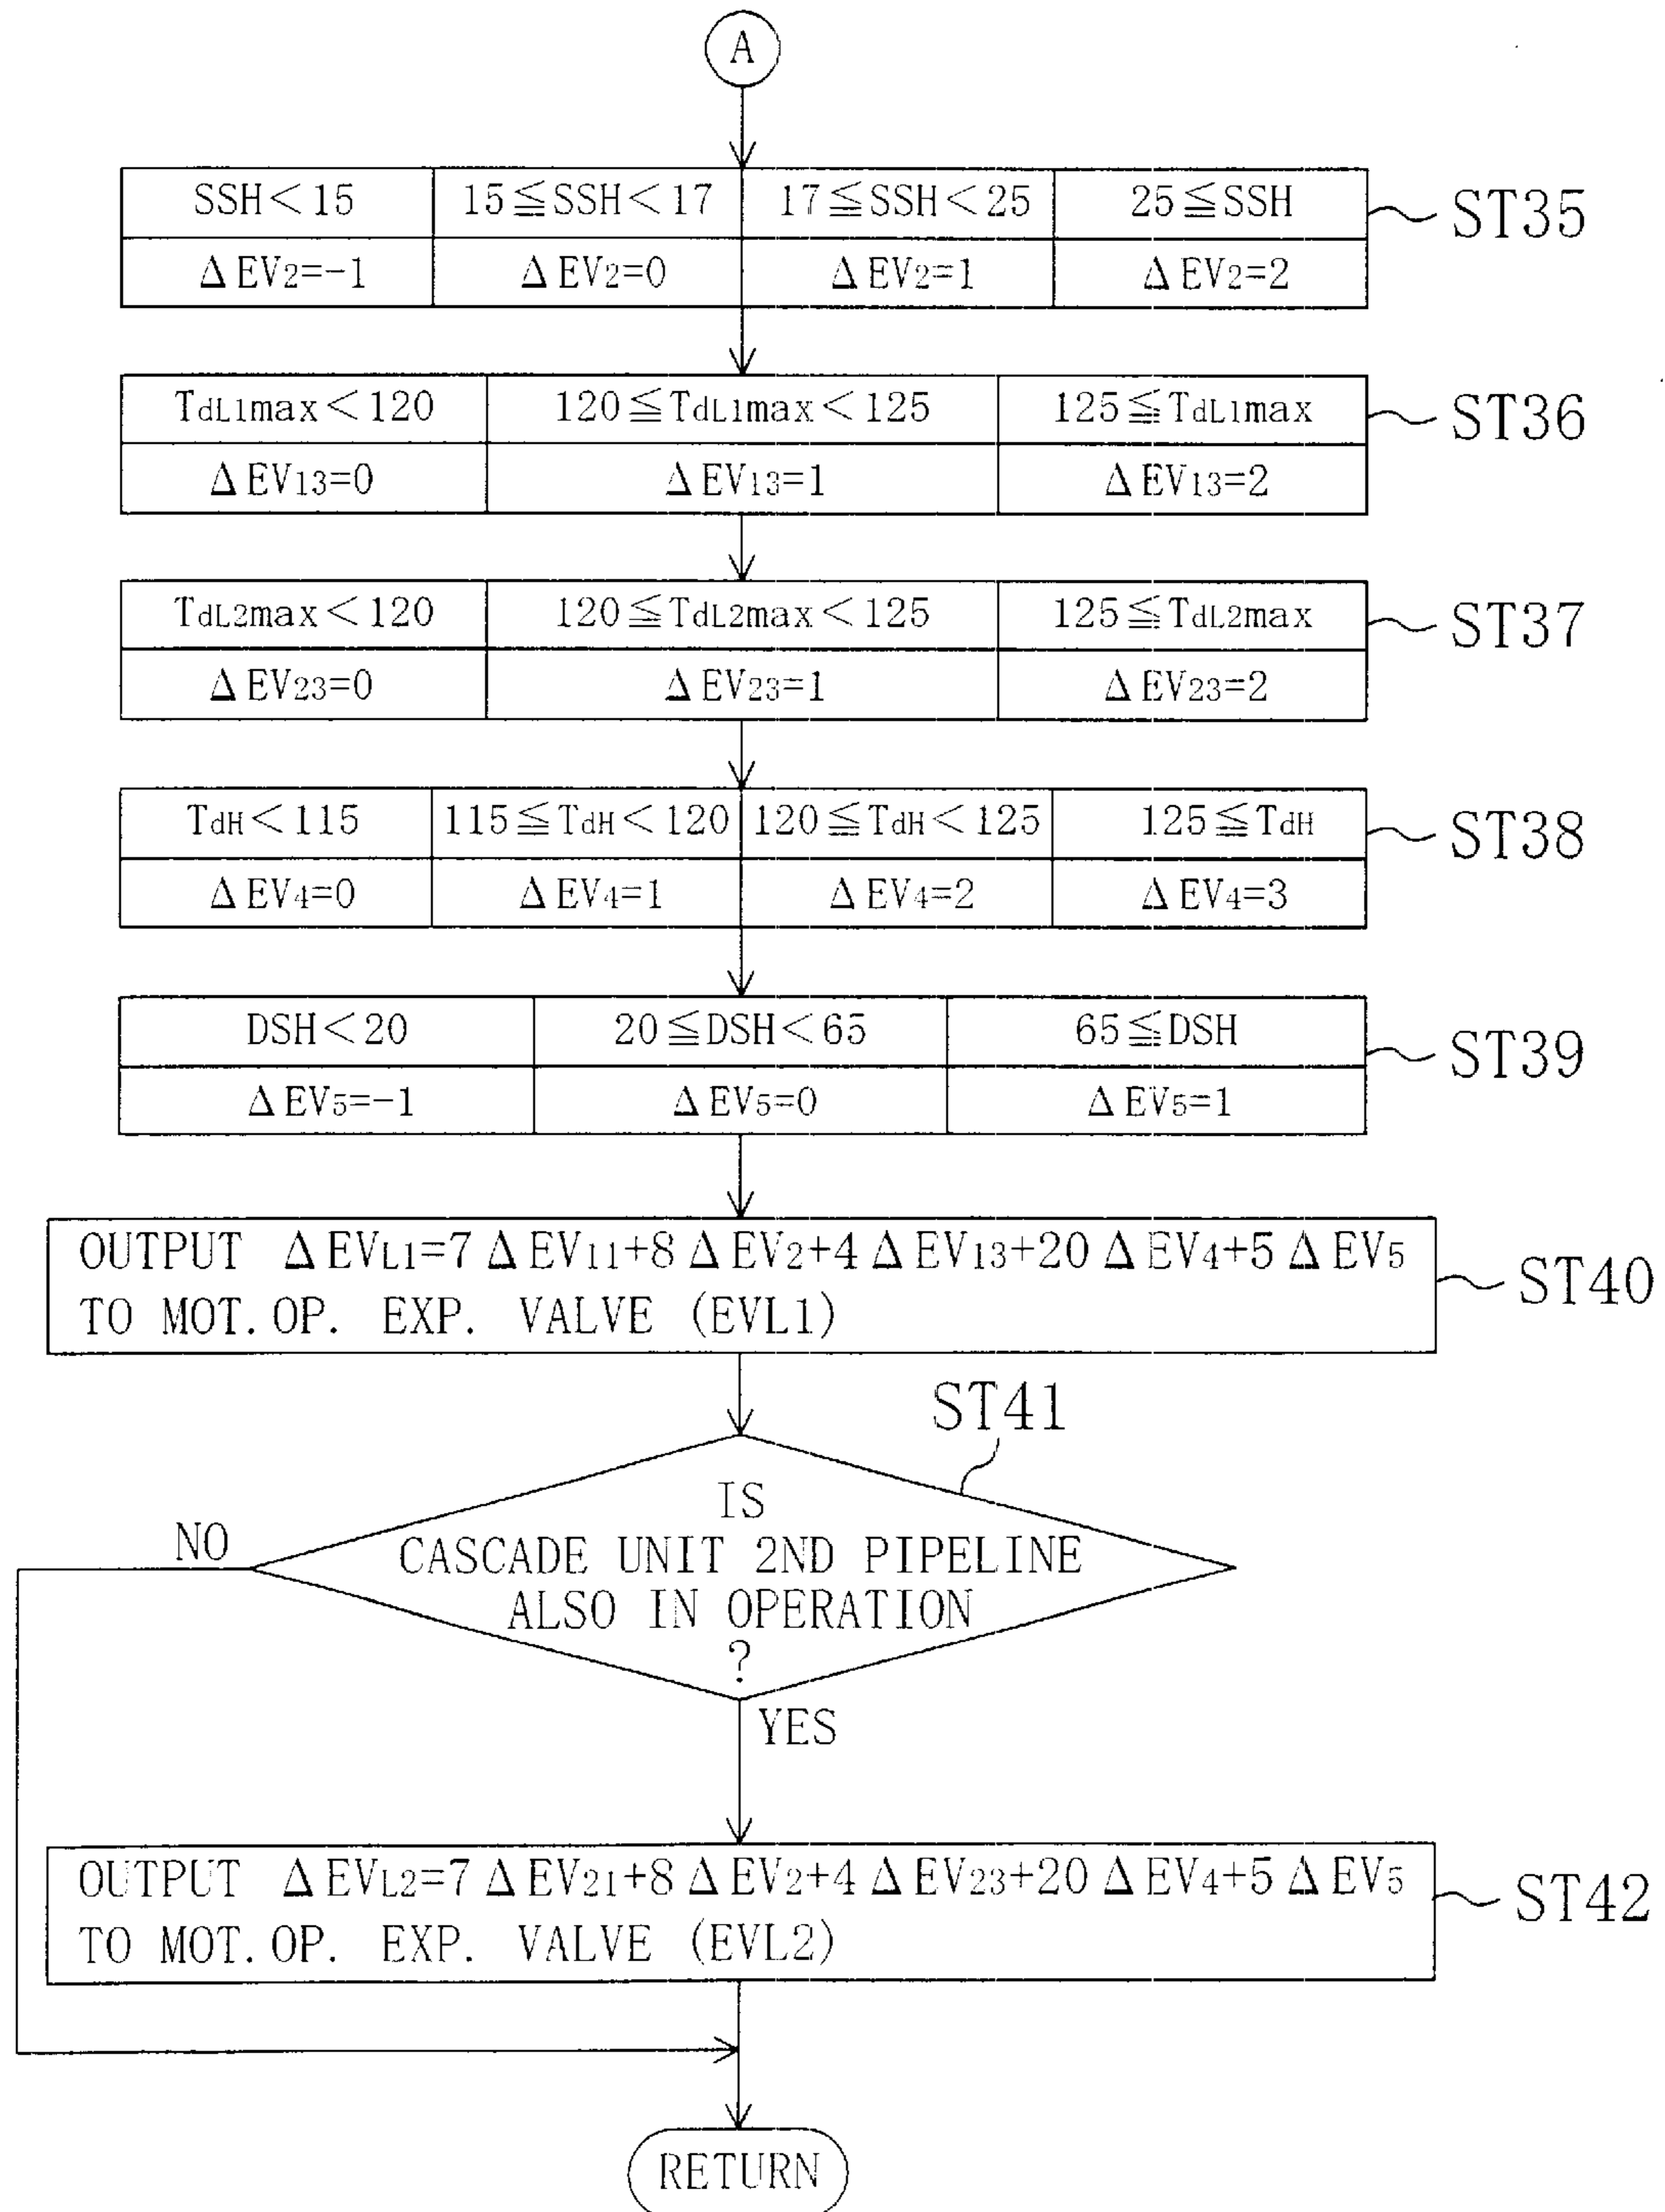 A
SSH<15 15≦SSH<17 17≦SSH<25 25≦SSH ST35
ΔEV2=-1 ΔEV2=0 ΔEV2=1 ΔEV2=2
TdL1max<120 120≦TdL1max<125 125≦TdL1max ST36
ΔEV13=0 ΔEV13=1 ΔEV13=2
TdL2max<120 120≦TdL2max<125 125≦TdL2max ST37
ΔEV23=0 ΔEV23=1 ΔEV23=2
TdH<115 115≦TdH<120 120≦TdH<125 125≦TdH ST38
ΔEV4=0 ΔEV4=1 ΔEV4=2 ΔEV4=3
DSH<20 20≦DSH<65 65≦DSH ST39
ΔEV5=-1 ΔEV5=0 ΔEV5=1
OUTPUT ΔEVL1=7ΔEV11+8ΔEV2+4ΔEV13+20ΔEV4+5ΔEV5
TO MOT.OP. EXP. VALVE (EVL1)
ST40
ST41
IS
NO
CASCADE UNIT 2ND PIPELINE
ALSO IN OPERATION
?
YES
OUTPUT ΔEVL2=7ΔEV21+8ΔEV2+4ΔEV23+20ΔEV4+5ΔEV5
TO MOT.OP. EXP. VALVE (EVL2)
ST42
RETURN